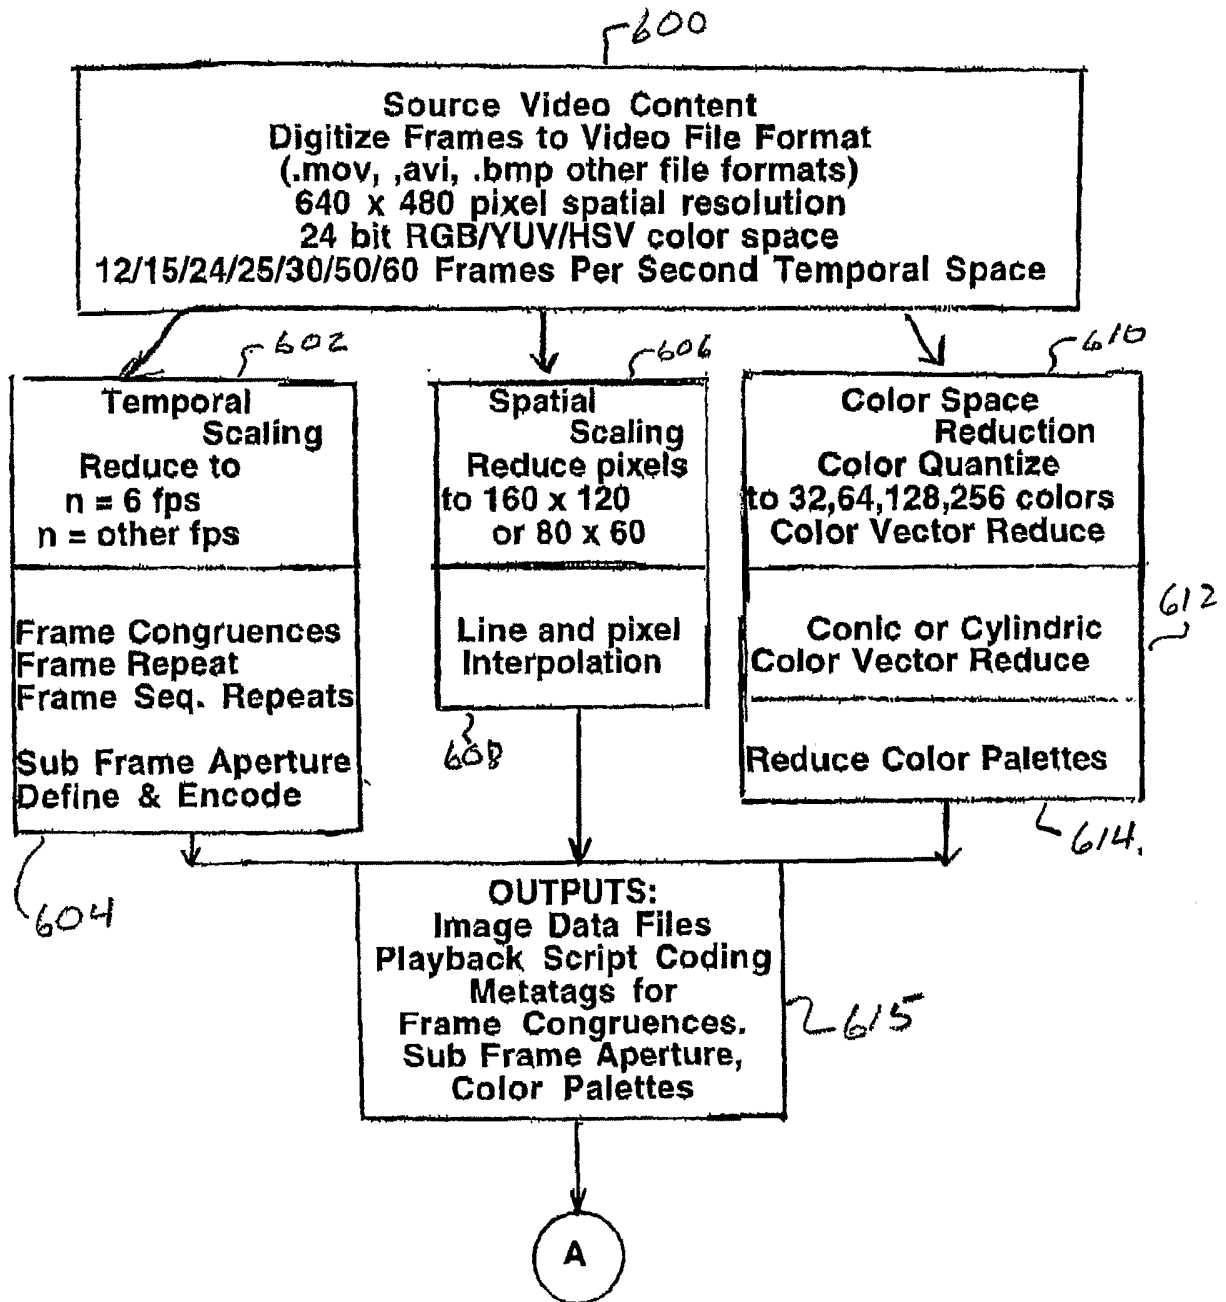 600
Source Video Content
Digitize Frames to Video File Format
(.mov, ,avi, .bmp other file formats)
640 x 480 pixel spatial resolution
24 bit RGB/YUV/HSV color space
12/15/24/25/30/50/60 Frames Per Second Temporal Space
602
Temporal
Scaling
Reduce to
n = 6 fps
n = other fps
Frame Congruences
Frame Repeat
Frame Seq. Repeats
Sub Frame Aperture
Define & Encode
604
606
Spatial
Scaling
Reduce pixels
to 160 x 120
or 80 x 60
Line and pixel
Interpolation
608
610
Color Space
Reduction
Color Quantize
to 32,64,128,256 colors
Color Vector Reduce
612
Conic or Cylindric
Color Vector Reduce
Reduce Color Palettes
614.
OUTPUTS:
Image Data Files
Playback Script Coding
Metatags for
Frame Congruences.
Sub Frame Aperture,
Color Palettes
615
A